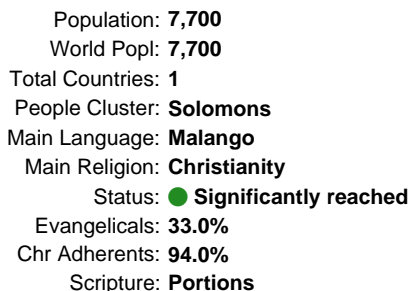 Population: 7,700
World Popl: 7,700
Total Countries: 1
People Cluster: Solomons
Main Language: Malango
Main Religion: Christianity
Status: Significantly reached
Evangelicals: 33.0%
Chr Adherents: 94.0%
Scripture: Portions